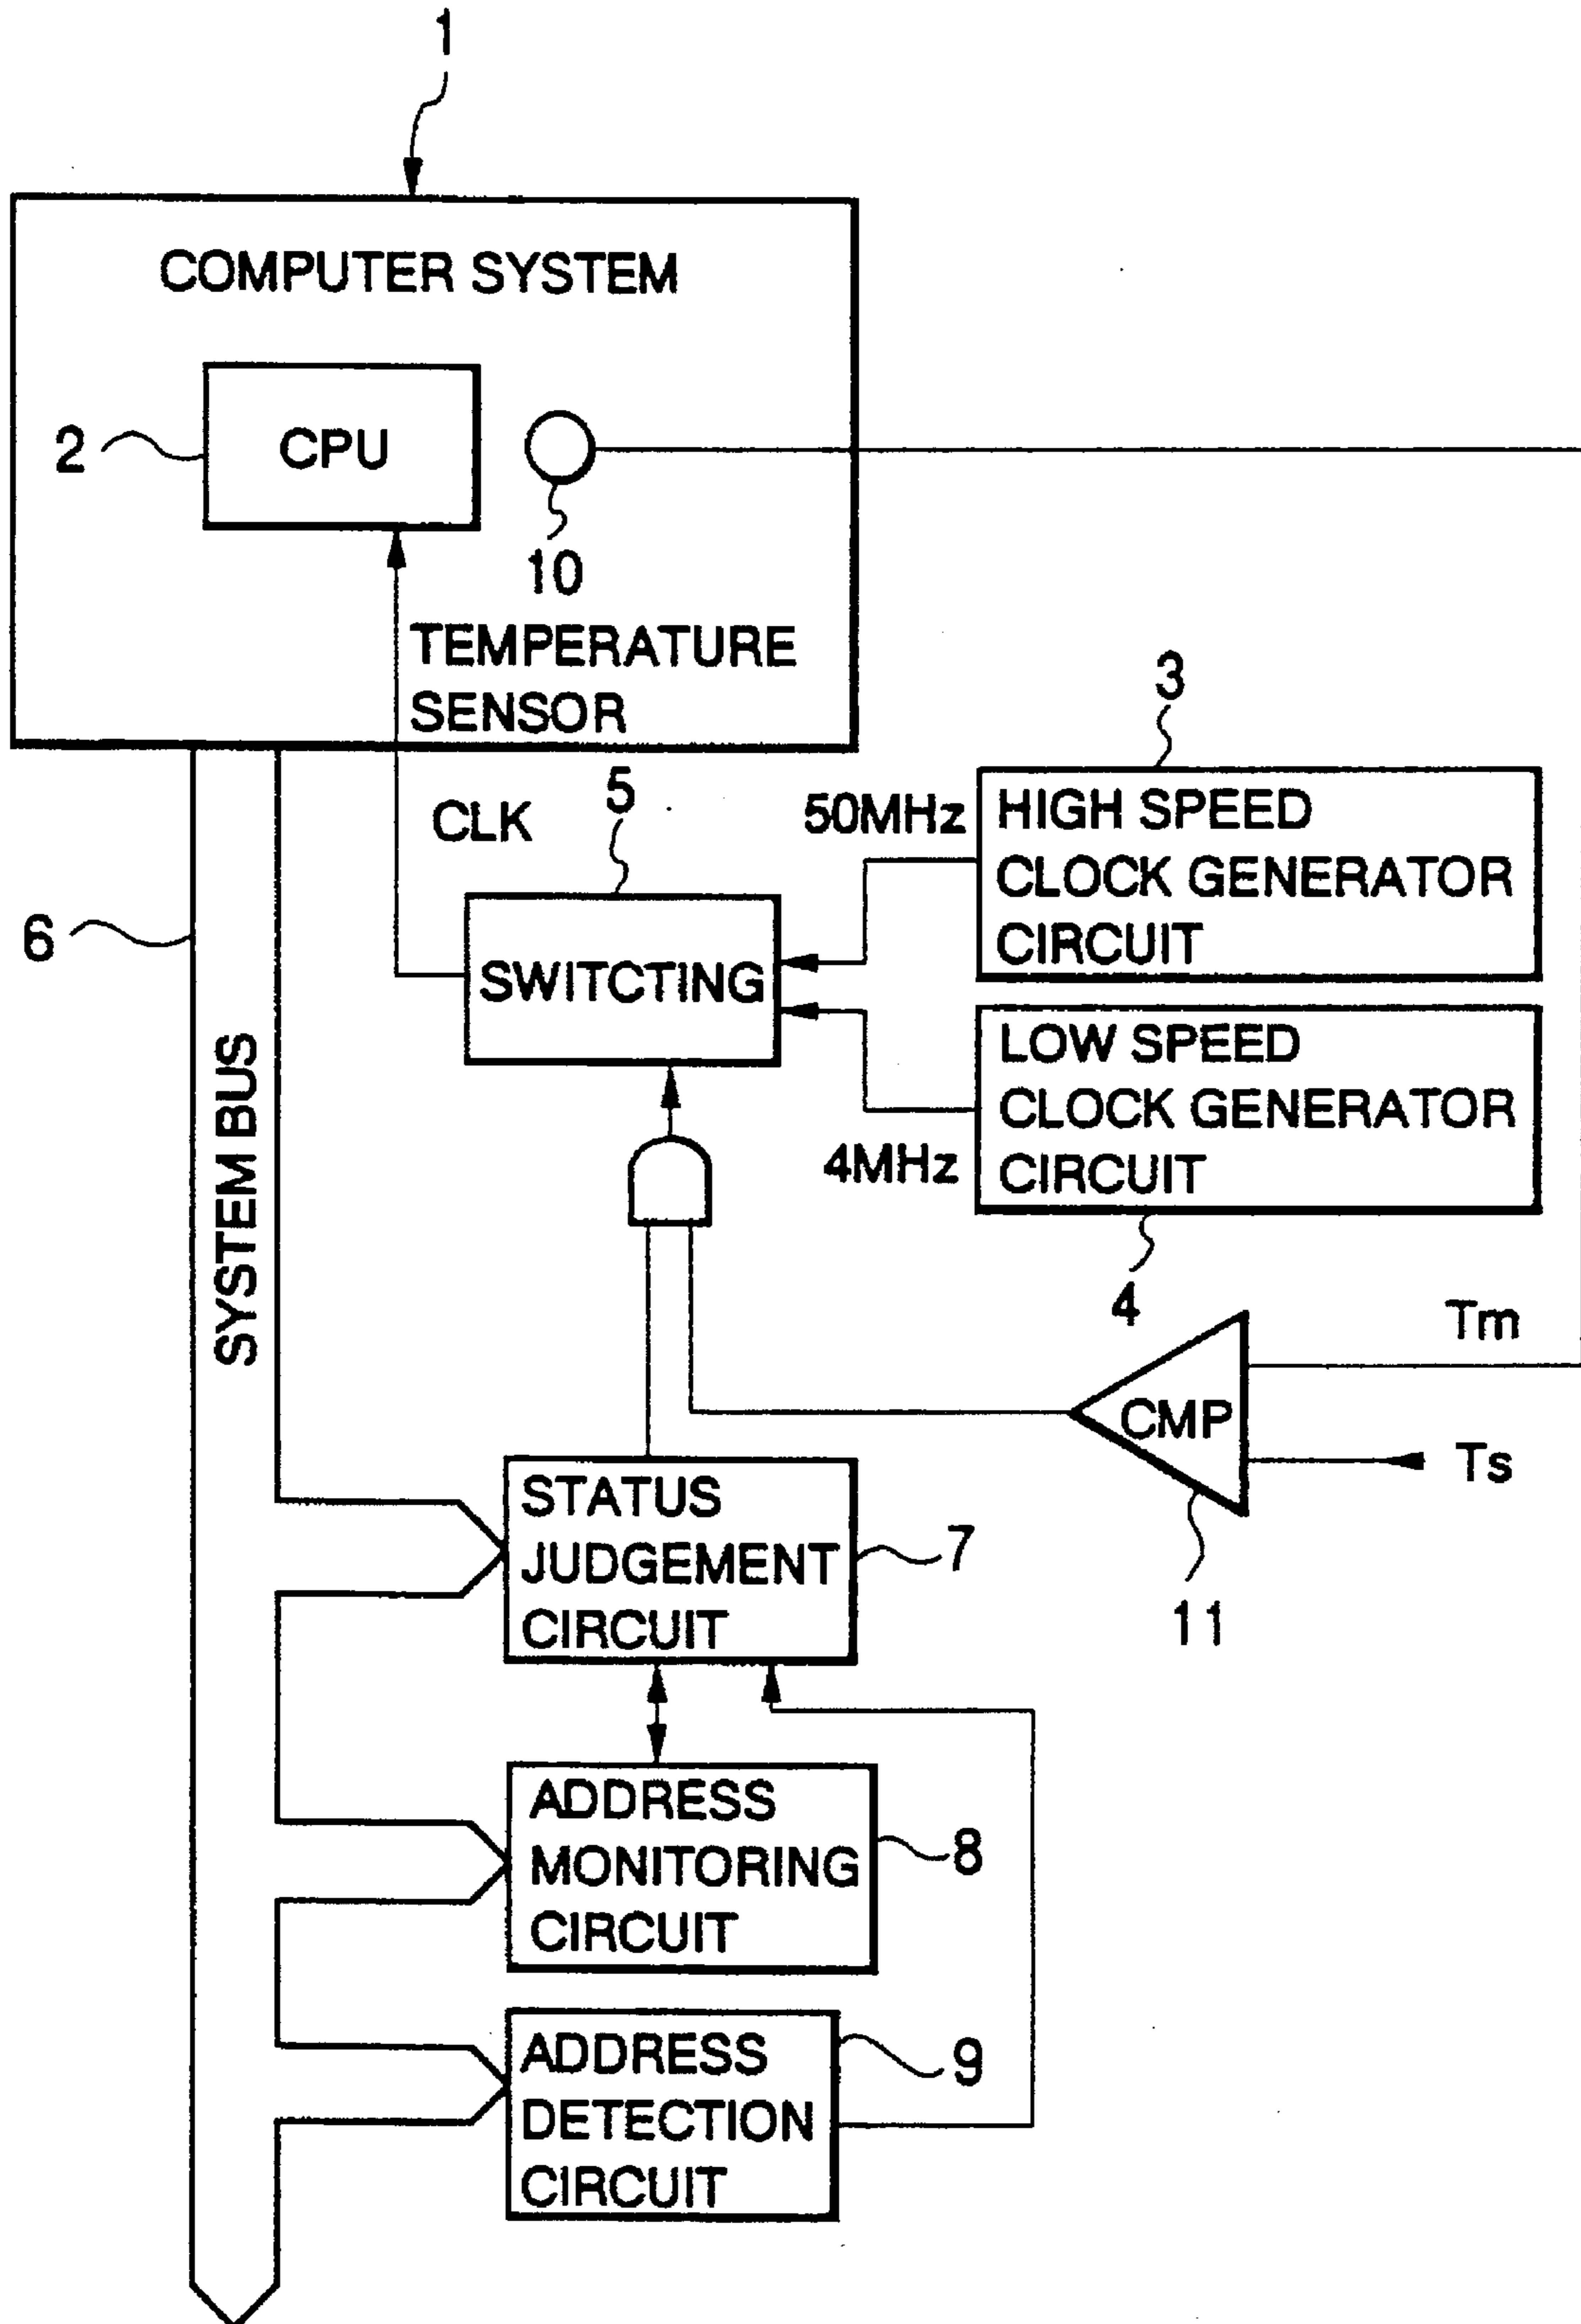 1
COMPUTER SYSTEM
2
CPU
10
TEMPERATURE
SENSOR
3
5
CLK
50MHz
HIGH SPEED
CLOCK GENERATOR
CIRCUIT
6
SWITCTING
LOW SPEED
CLOCK GENERATOR
CIRCUIT
4MHz
SYSTEM BUS
4
Tm
CMP
Ts
11
STATUS
JUDGEMENT
CIRCUIT
7
ADDRESS
MONITORING
CIRCUIT
8
ADDRESS
DETECTION
CIRCUIT
9